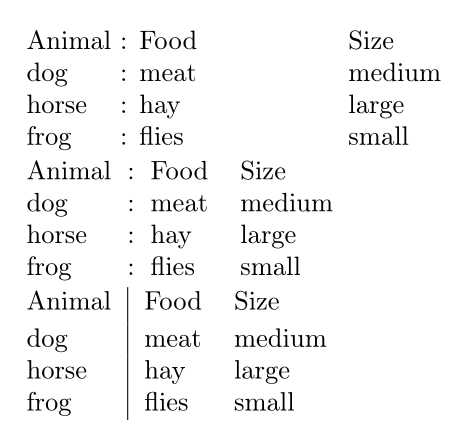 Animal : Food Size
dog : meat medium
horse : hay large
frog : flies small
Animal : Food Size
dog : meat medium
horse : hay large
frog : flies small
Animal Food Size
dog meat medium
horse hay large
frog flies small